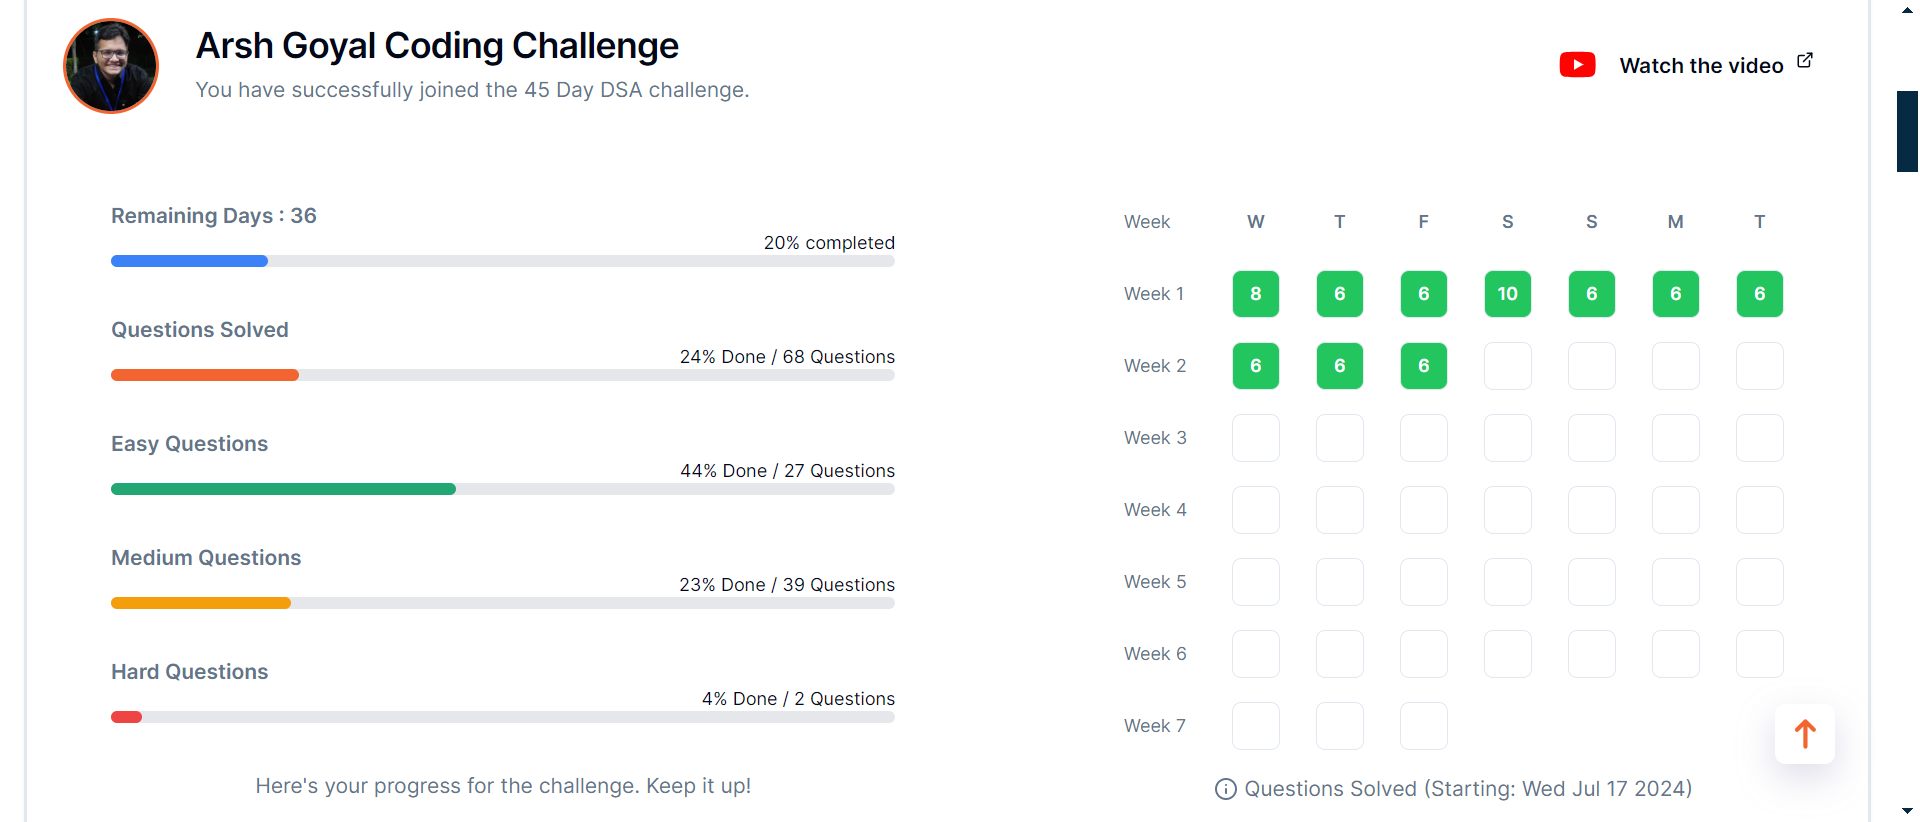 Arsh Goyal Coding Challenge
You have successfully joined the 45 Day DSA challenge.
Watch the video
Remaining Days : 36
20% completed
Questions Solved
24% Done / 68 Questions
Easy Questions
44% Done / 27 Questions
Medium Questions
23% Done / 39 Questions
Hard Questions
4% Done / 2 Questions
Here's your progress for the challenge. Keep it up!
Week W T F S S M T
Week 1 8 6 6 10 6 6 6
Week 2 6 6 6
Week 3
Week 4
Week 5
Week 6
Week 7
Questions Solved (Starting: Wed Jul 17 2024)